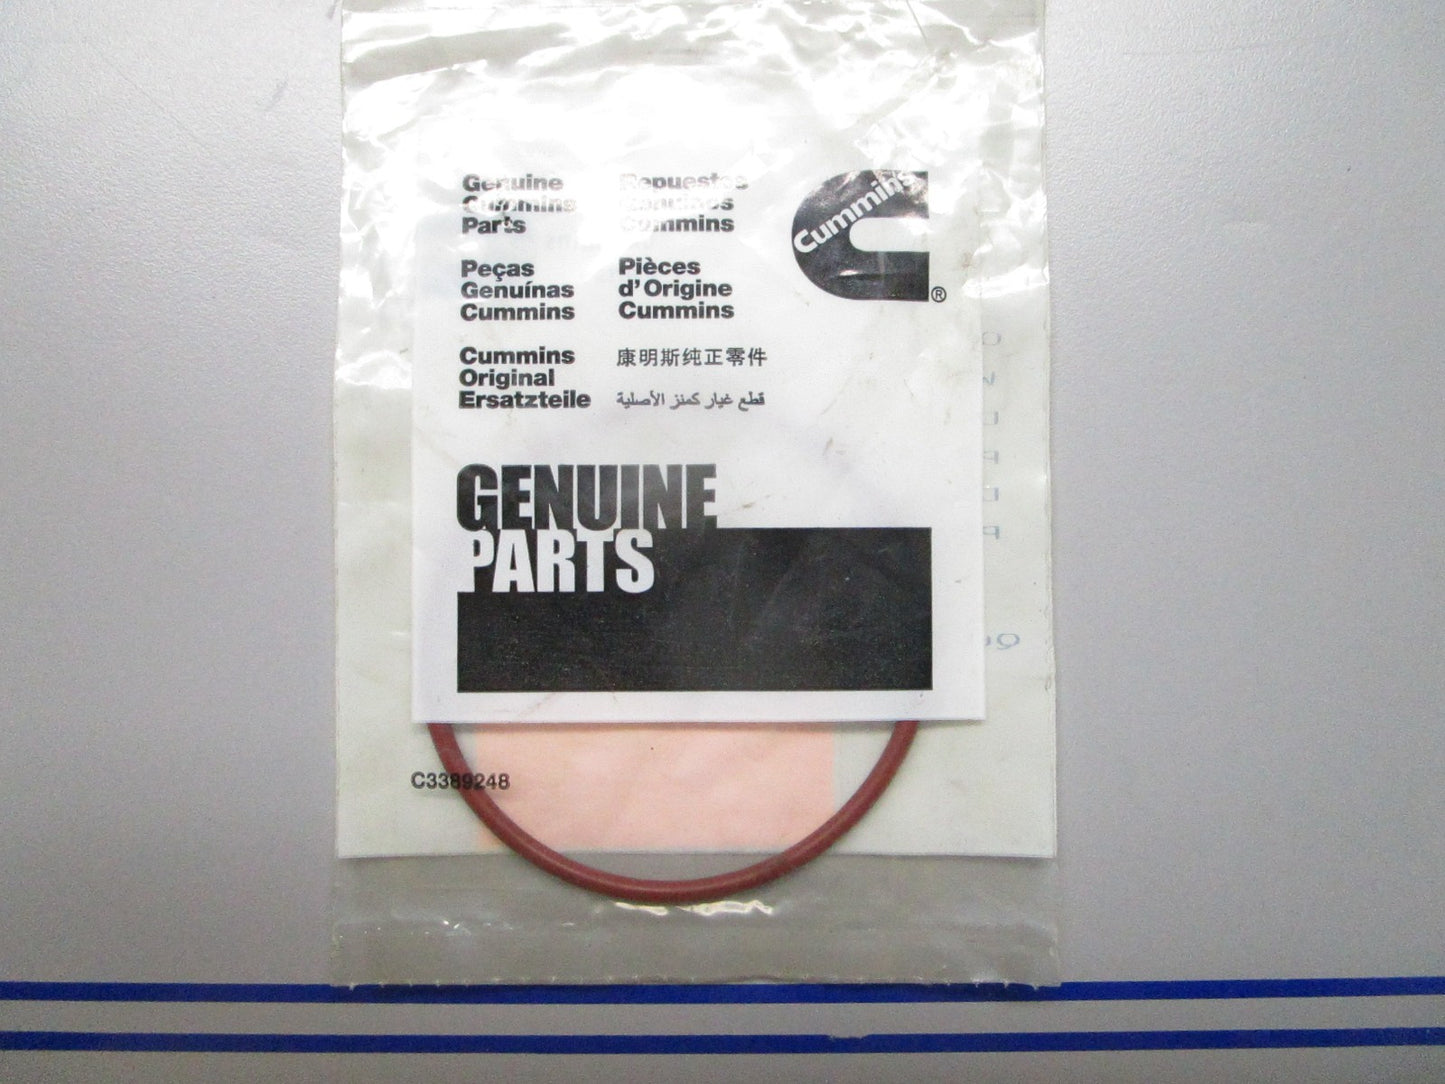 Genuine
Cummins
Parts
Repuestos
Genuinos
Cummins
Cummins
®
Peças
Genuínas
Cummins
Pièces
d'Origine
Cummins
Cummins
Original
Ersatzteile
康明斯纯正零件
قطع غيار كمنز الأصلية
GENUINE
PARTS
C3389248